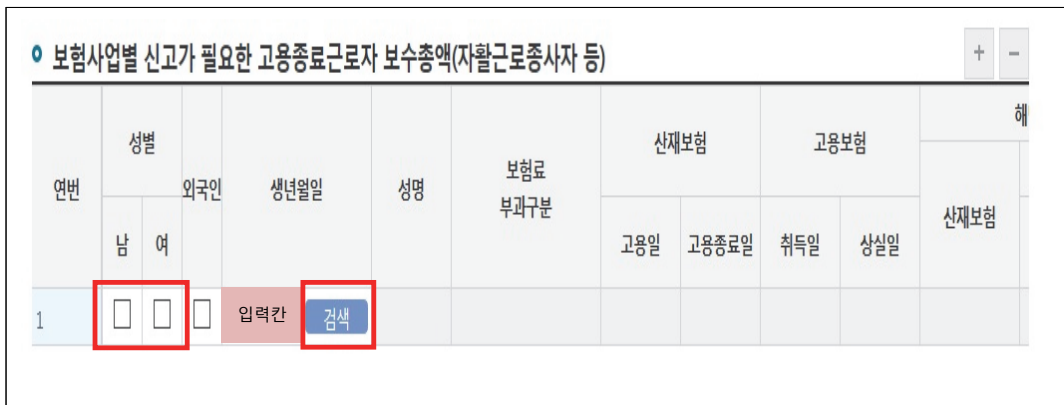 보험사업별 신고가 필요한 고용종료근로자 보수총액(자활근로종사자 등)
+ -
연번 성별 외국인 생년월일 성명 보험료 부과구분 산재보험 고용보험 해
남 여 고용일 고용종료일 취득일 상실일 산재보험
1 입력칸 검색